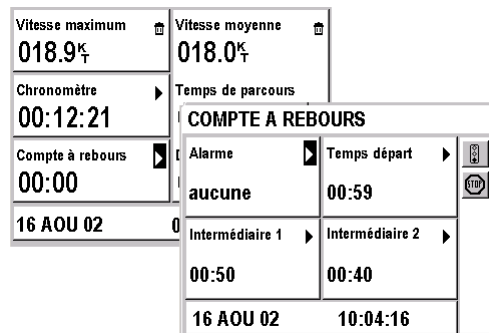 Vitesse maximum
018.9 K/T
Vitesse moyenne
018.0 K/T
Chronomètre
00:12:21
Temps de parcours
Compte à rebours
00:00
16 AOU 02
COMPTE A REBOURS
Alarme
aucune
Temps départ
00:59
STOP
Intermédiaire 1
00:50
Intermédiaire 2
00:40
16 AOU 02 10:04:16